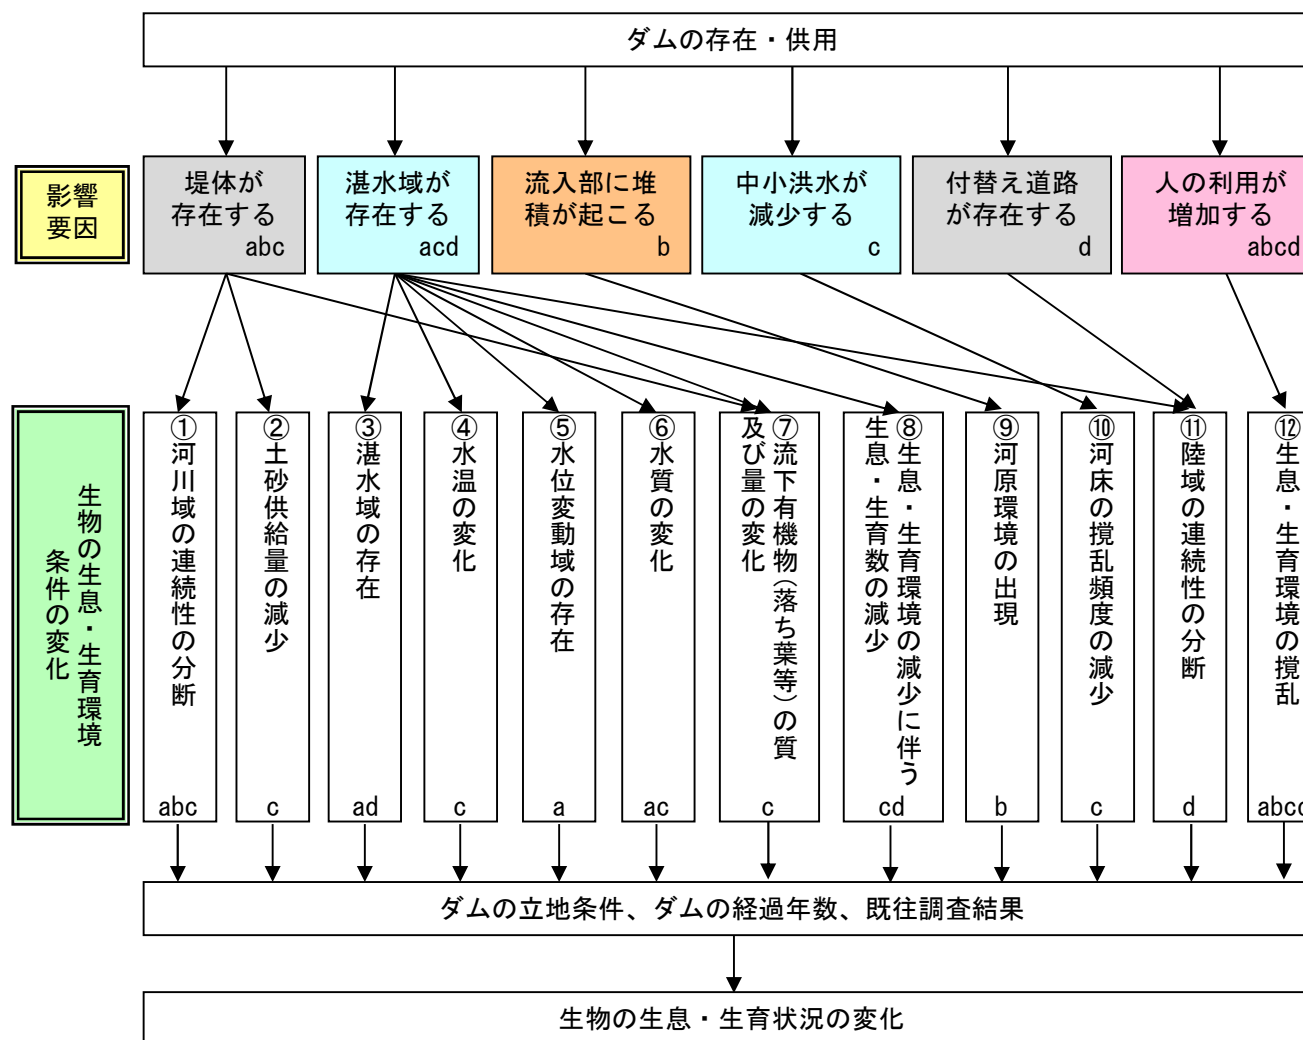 ダムの存在・供用
影響
要因
堤体が
存在する
abc
湛水域が
存在する
acd
流入部に堆
積が起こる
b
中小洪水が
減少する
c
付替え道路
が存在する
d
人の利用が
増加する
abcd
生物の生息・生育環境
条件の変化
①河川域の連続性の分断
abc
②土砂供給量の減少
c
③湛水域の存在
ad
④水温の変化
c
⑤水位変動域の存在
a
⑥水質の変化
ac
⑦流下有機物(落ち葉等)の質
及び量の変化
c
⑧生息・生育環境の減少に伴う
生息・生育数の減少
cd
⑨河原環境の出現
b
⑩河床の撹乱頻度の減少
c
⑪陸域の連続性の分断
d
⑫生息・生育環境の撹乱
abcd
ダムの立地条件、ダムの経過年数、既往調査結果
生物の生息・生育状況の変化